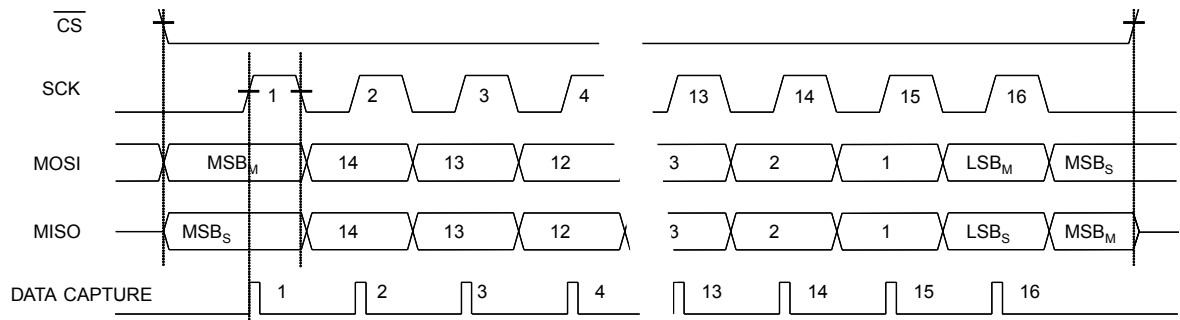 CS
SCK 1 2 3 4 13 14 15 16
MOSI MSB_M 14 13 12 3 2 1 LSB_M MSB_S
MISO MSB_S 14 13 12 3 2 1 LSB_S MSB_M
DATA CAPTURE 1 2 3 4 13 14 15 16